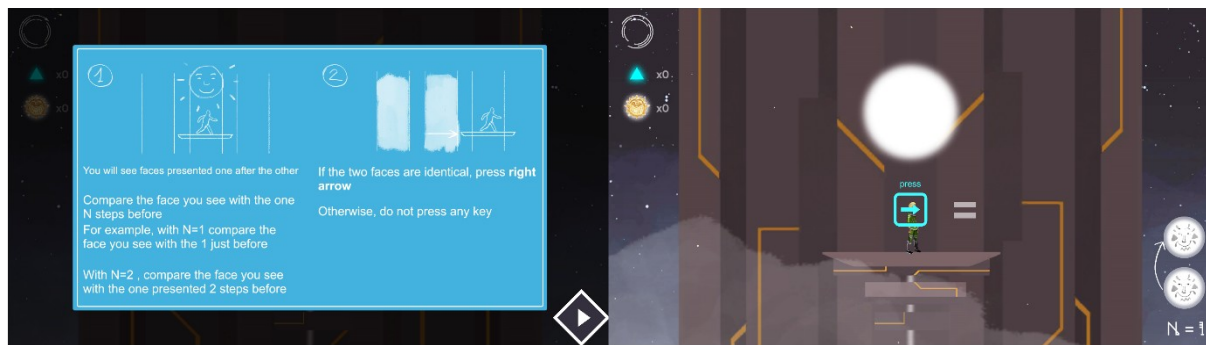 x0
x0
1
You will see faces presented one after the other
Compare the face you see with the one
N steps before
For example, with N=1 compare the
face you see with the 1 just before
With N=2 , compare the face you see
with the one presented 2 steps before
2
If the two faces are identical, press right
arrow
Otherwise, do not press any key
x0
x0
press
=
N = 1